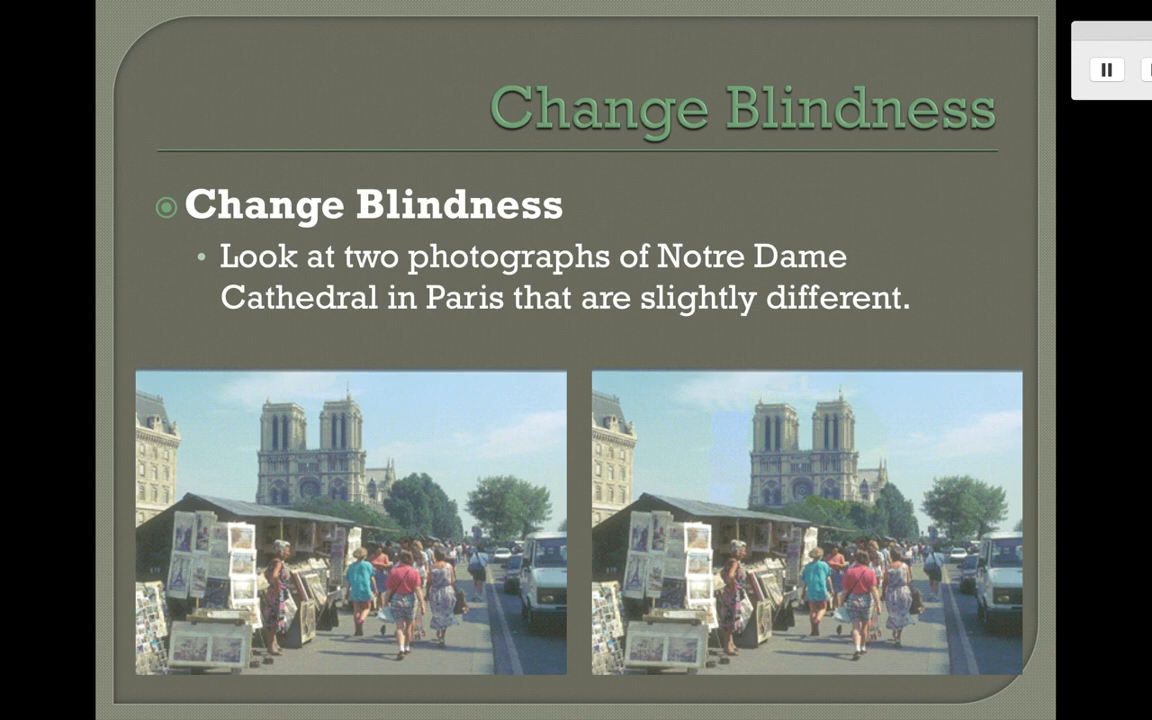 Change Blindness
Change Blindness
Look at two photographs of Notre Dame
Cathedral in Paris that are slightly different.